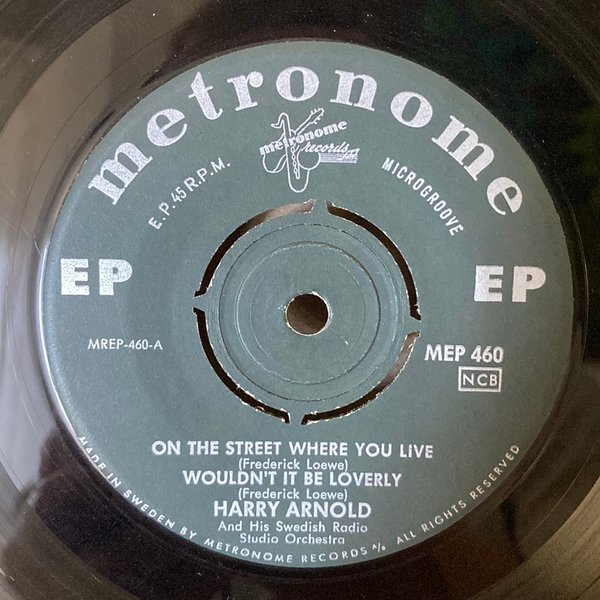 metronome
metronome
records
E.P. 45 R.P.M.
MICROGROOVE
EP
EP
MREP-460-A
MEP 460
NCB
ON THE STREET WHERE YOU LIVE
(Frederick Loewe)
WOULDN'T IT BE LOVERLY
(Frederick Loewe)
HARRY ARNOLD
And His Swedish Radio
Studio Orchestra
MADE IN SWEDEN BY METRONOME RECORDS A/S ALL RIGHTS RESERVED